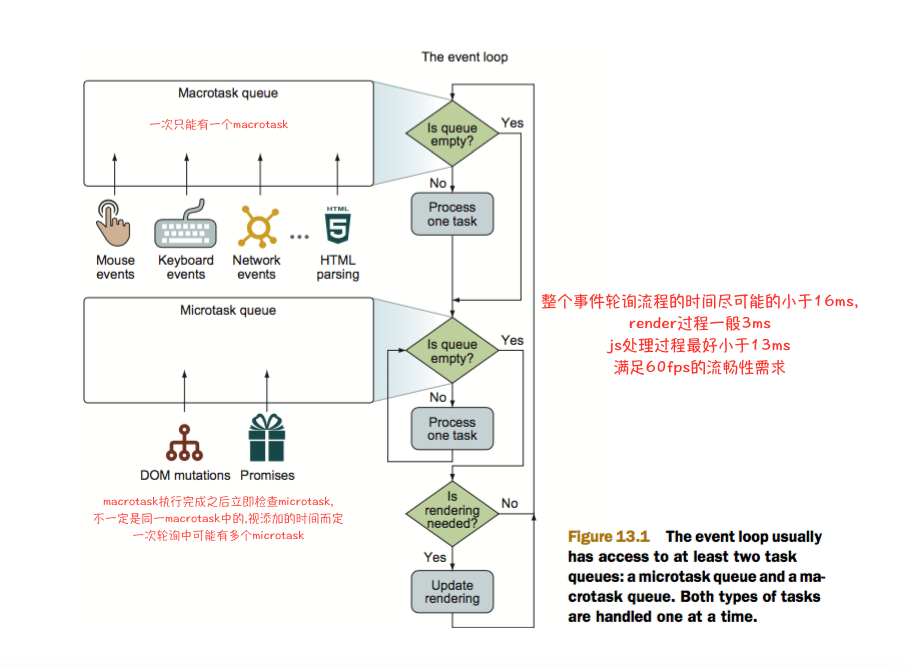 The event loop
Macrotask queue
一次只能有一个macrotask
Is queue
empty?
Yes
No
Process
one task
Mouse
events
Keyboard
events
Network
events
...
HTML
5
HTML
parsing
整个事件轮询流程的时间尽可能的小于16ms,
render过程一般3ms
js处理过程最好小于13ms
满足60fps的流畅性需求
Microtask queue
Is queue
empty?
Yes
No
Process
one task
DOM mutations
Promises
macrotask执行完成之后立即检查microtask,
不一定是同一macrotask中的,视添加的时间而定
一次轮询中可能有多个microtask
Is
rendering
needed?
No
Yes
Update
rendering
Figure 13.1 The event loop usually
has access to at least two task
queues: a microtask queue and a ma-
crotask queue. Both types of tasks
are handled one at a time.